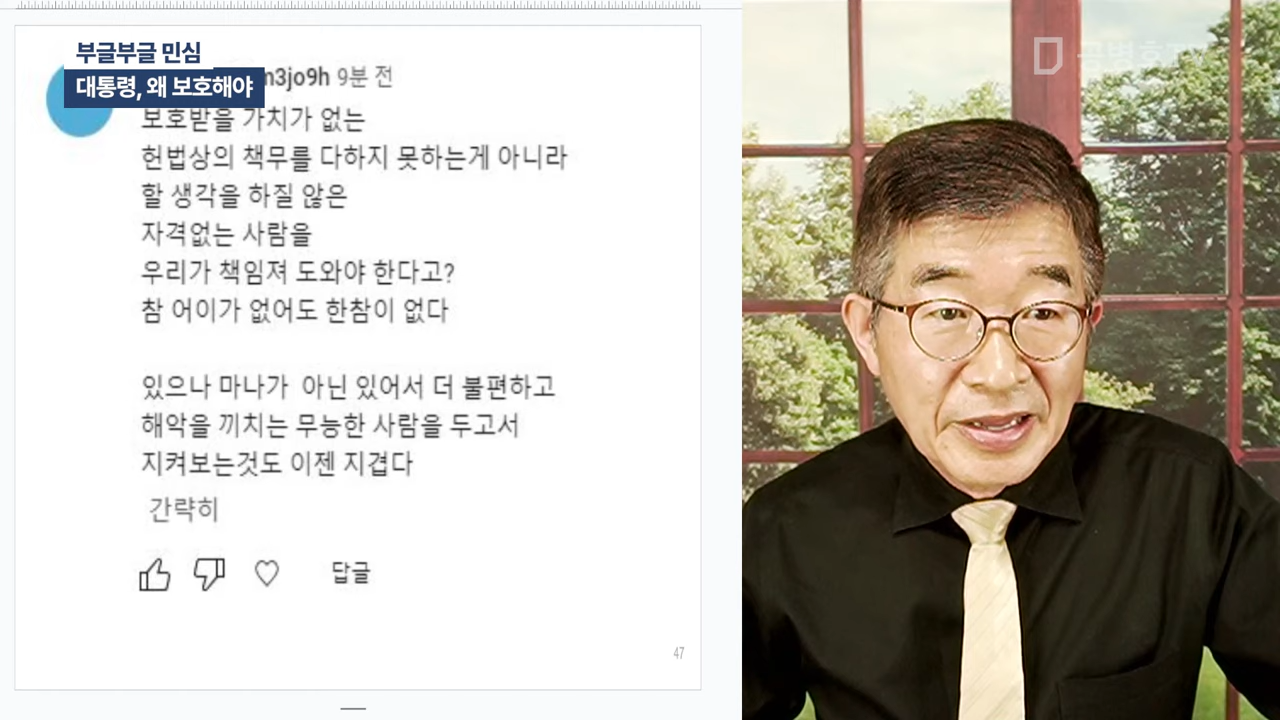 부글부글 민심
대통령, 왜 보호해야
m3jo9h 9분 전
보호받을 가치가 없는
헌법상의 책무를 다하지 못하는게 아니라
할 생각을 하질 않은
자격없는 사람을
우리가 책임져 도와야 한다고?
참 어이가 없어도 한참이 없다
있으나 마나가 아닌 있어서 더 불편하고
해악을 끼치는 무능한 사람을 두고서
지켜보는것도 이젠 지겹다
간략히
답글
47
공병호TV